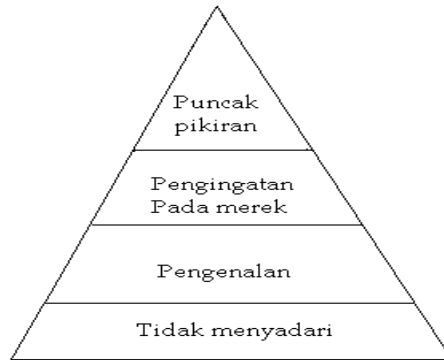 Puncak
pikiran
Pengingatan
Pada merek
Pengenalan
Tidak menyadari